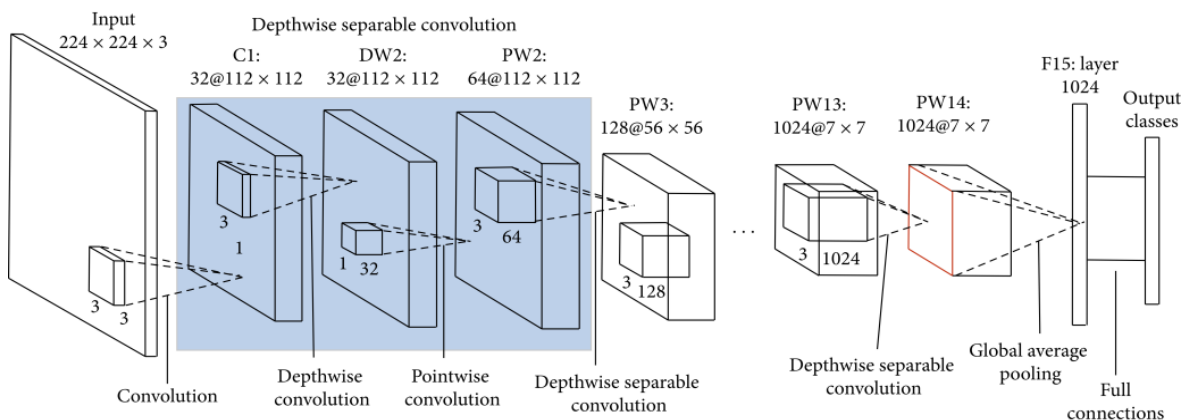 Input
224 × 224 × 3
Depthwise separable convolution
C1:
32@112 × 112
DW2:
32@112 × 112
PW2:
64@112 × 112
PW3:
128@56 × 56
PW13:
1024@7 × 7
PW14:
1024@7 × 7
F15: layer
1024
Output
classes
3
3
3
1
1
32
3
64
3
128
...
3
1024
Convolution
Depthwise
convolution
Pointwise
convolution
Depthwise separable
convolution
Depthwise separable
convolution
Global average
pooling
Full
connections